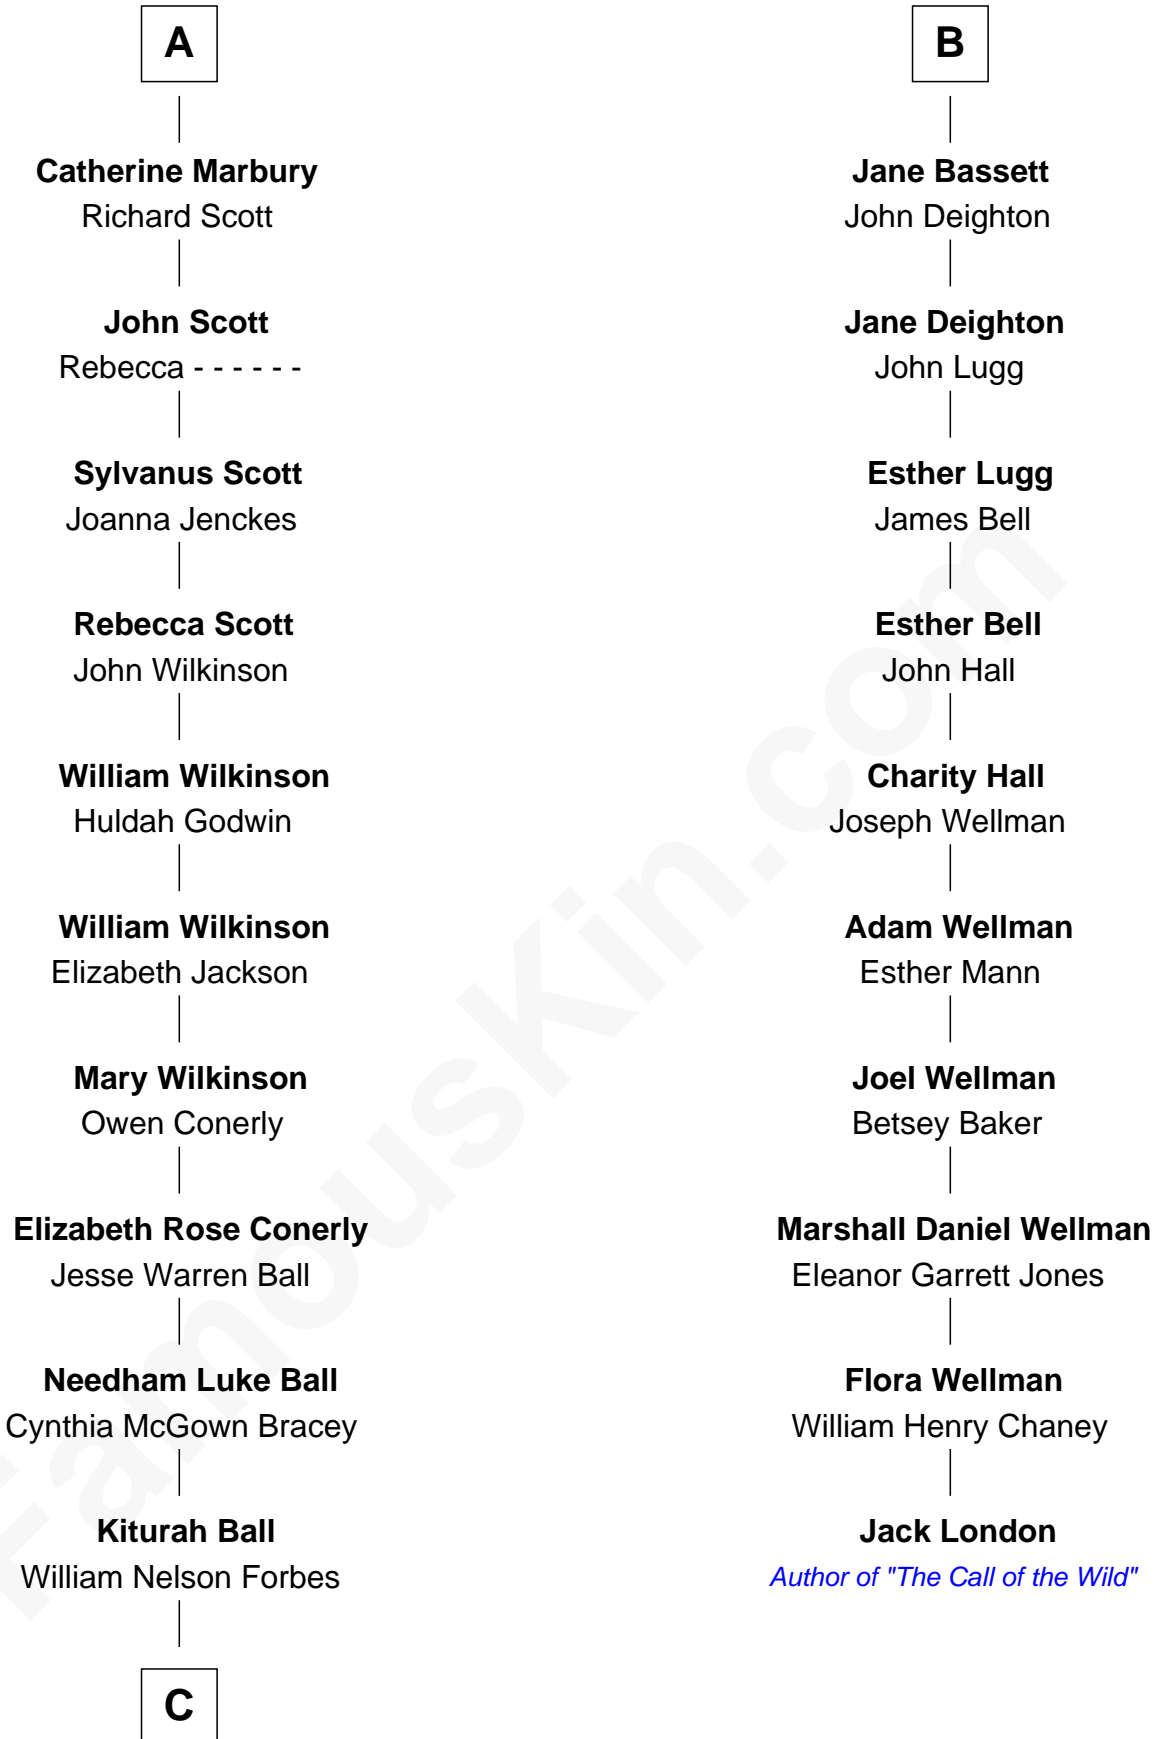 A
Catherine Marbury
Richard Scott
John Scott
Rebecca - - - - - -
Sylvanus Scott
Joanna Jenckes
Rebecca Scott
John Wilkinson
William Wilkinson
Huldah Godwin
William Wilkinson
Elizabeth Jackson
Mary Wilkinson
Owen Conerly
Elizabeth Rose Conerly
Jesse Warren Ball
Needham Luke Ball
Cynthia McGown Bracey
Kiturah Ball
William Nelson Forbes
C
B
Jane Bassett
John Deighton
Jane Deighton
John Lugg
Esther Lugg
James Bell
Esther Bell
John Hall
Charity Hall
Joseph Wellman
Adam Wellman
Esther Mann
Joel Wellman
Betsey Baker
Marshall Daniel Wellman
Eleanor Garrett Jones
Flora Wellman
William Henry Chaney
Jack London
Author of "The Call of the Wild"
FamousKin.com